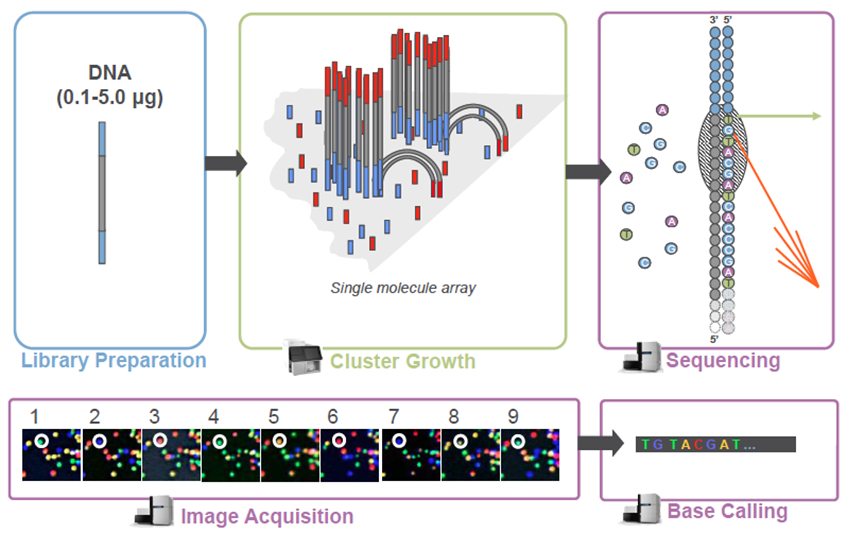 DNA
(0.1-5.0 µg)
Library Preparation
Single molecule array
Cluster Growth
3' 5'
A
C
G
T
G
C
A
G
A
T
G
C
T
G
T
A
C
G
A
T
C
A
C
C
C
G
A
T
5'
Sequencing
1 2 3 4 5 6 7 8 9
Image Acquisition
TGTACGAT...
Base Calling